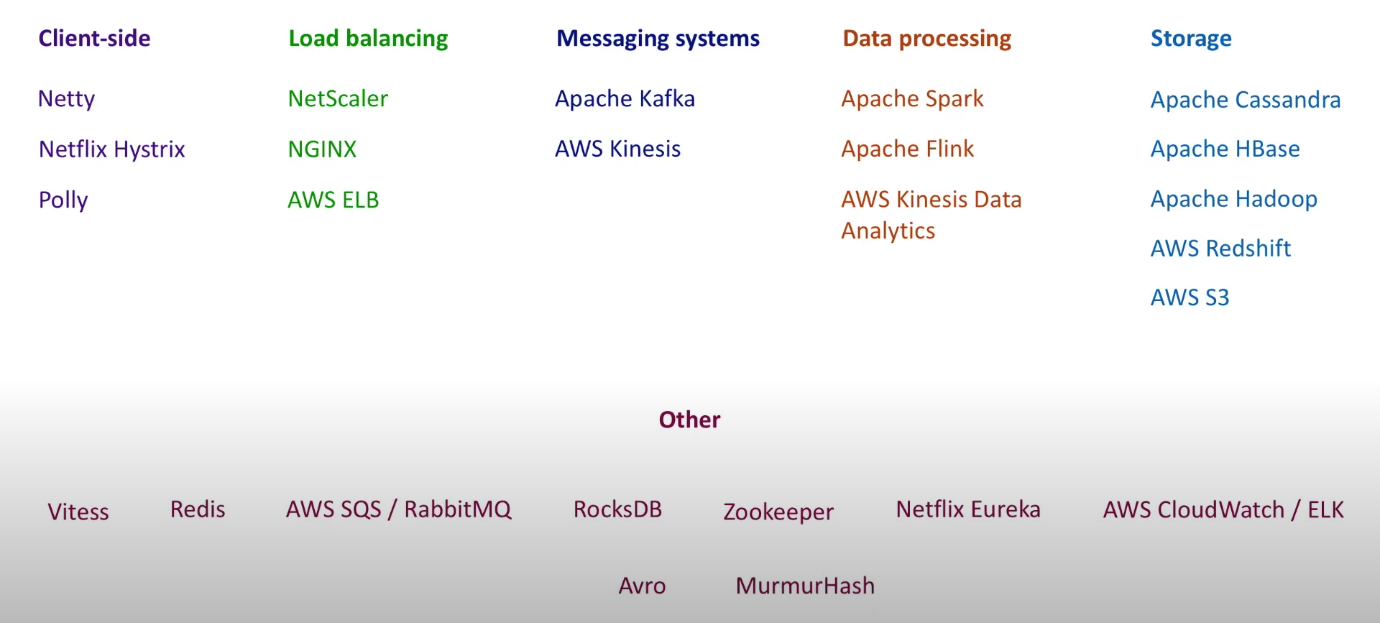 Client-side
Netty
Netflix Hystrix
Polly
Load balancing
NetScaler
NGINX
AWS ELB
Messaging systems
Apache Kafka
AWS Kinesis
Data processing
Apache Spark
Apache Flink
AWS Kinesis Data
Analytics
Storage
Apache Cassandra
Apache HBase
Apache Hadoop
AWS Redshift
AWS S3
Other
Vitess
Redis
AWS SQS / RabbitMQ
RocksDB
Zookeeper
Netflix Eureka
AWS CloudWatch / ELK
Avro
MurmurHash